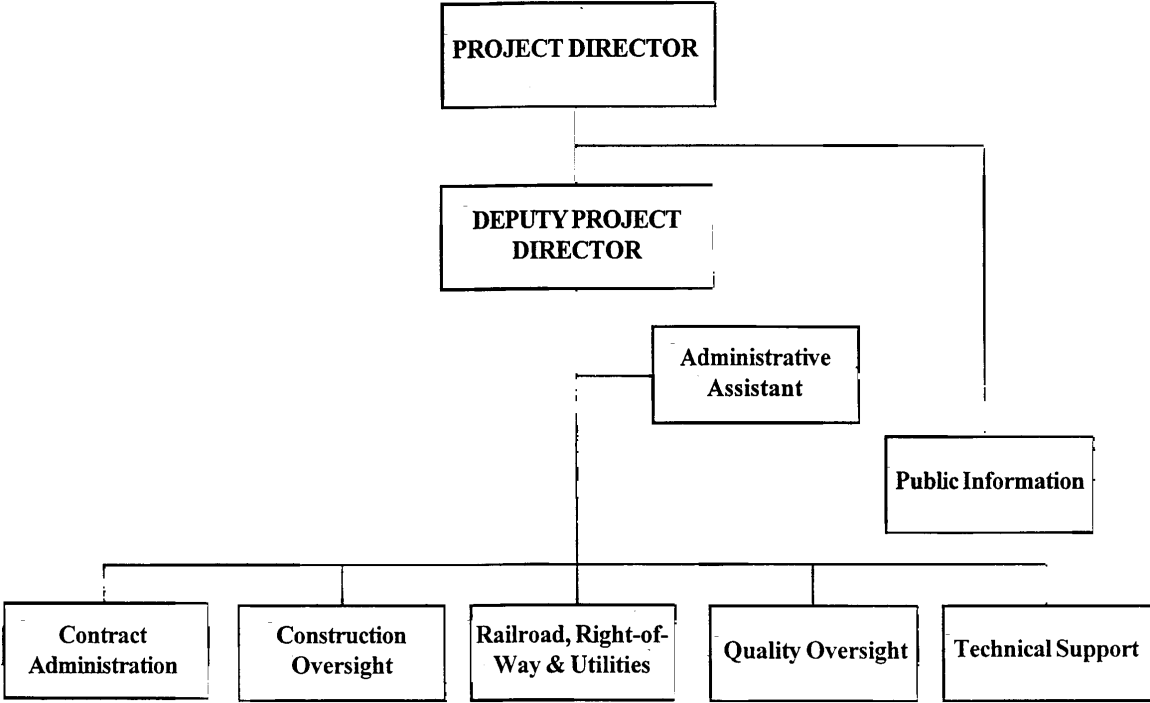 PROJECT DIRECTOR
DEPUTY PROJECT
DIRECTOR
Administrative
Assistant
Public Information
Contract
Administration
Construction
Oversight
Railroad, Right-of-
Way & Utilities
Quality Oversight
Technical Support